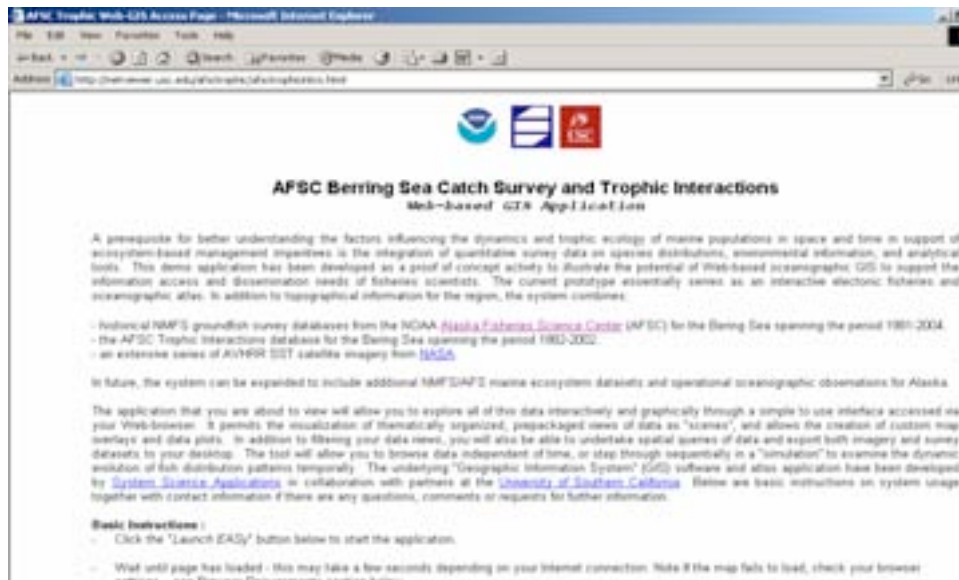 AFSC Trophic Web-GIS Access Page - Microsoft Internet Explorer
File Edit View Favorites Tools Help
Back Search Favorites Media
Address
Go
CSC
AFSC Berring Sea Catch Survey and Trophic Interactions
Web-based GIS Application
A prerequisite for better understanding the factors influencing the dynamics and trophic ecology of marine populations in space and time in support of
ecosystem-based management imperitives is the integration of quantitative survey data on species distributions, environmental information, and analytical
tools. This demo application has been developed as a proof of concept activity to illustrate the potential of Web-based oceanographic GIS to support the
information access and dissemination needs of fisheries scientists. The current prototype essentially serves as an interactive electonic fisheries and
oceanographic atlas. In addition to topographical information for the region, the system combines:
- historical NMFS groundfish survey databases from the NOAA Alaska Fisheries Science Center (AFSC) for the Bering Sea spanning the period 1981-2004.
- the AFSC Trophic Interactions database for the Bering Sea spanning the period 1982-2002.
- an extensive series of AVHRR SST satellite imagery from NASA.
In future, the system can be expanded to include additional NMFS/AFS marine ecosystem datasets and operational oceanographic observations for Alaska.
The application that you are about to view will allow you to explore all of this data interactively and graphically through a simple to use interface accessed via
your Web-browser. It permits the visualization of thematically organized, prepackaged views of data as "scenes", and allows the creation of custom map
overlays and data plots. In addition to filtering your data views, you will also be able to undertake spatial queries of data and export both imagery and survey
datasets to your desktop. The tool will allow you to browse data independent of time, or step through sequentially in a "simulation" to examine the dynamic
evolution of fish distribution patterns temporally. The underlying "Geographic Information System" (GIS) software and atlas application have been developed
by System Science Applications in collaboration with partners at the University of Southern California. Below are basic instructions on system usage
together with contact information if there are any questions, comments or requests for further information.
Basic Instructions :
- Click the "Launch EASy" button below to start the application.
- Wait until page has loaded - this may take a few seconds depending on your Internet connection. Note if the map fails to load, check your browser
settings - see Browser Requirements section below.